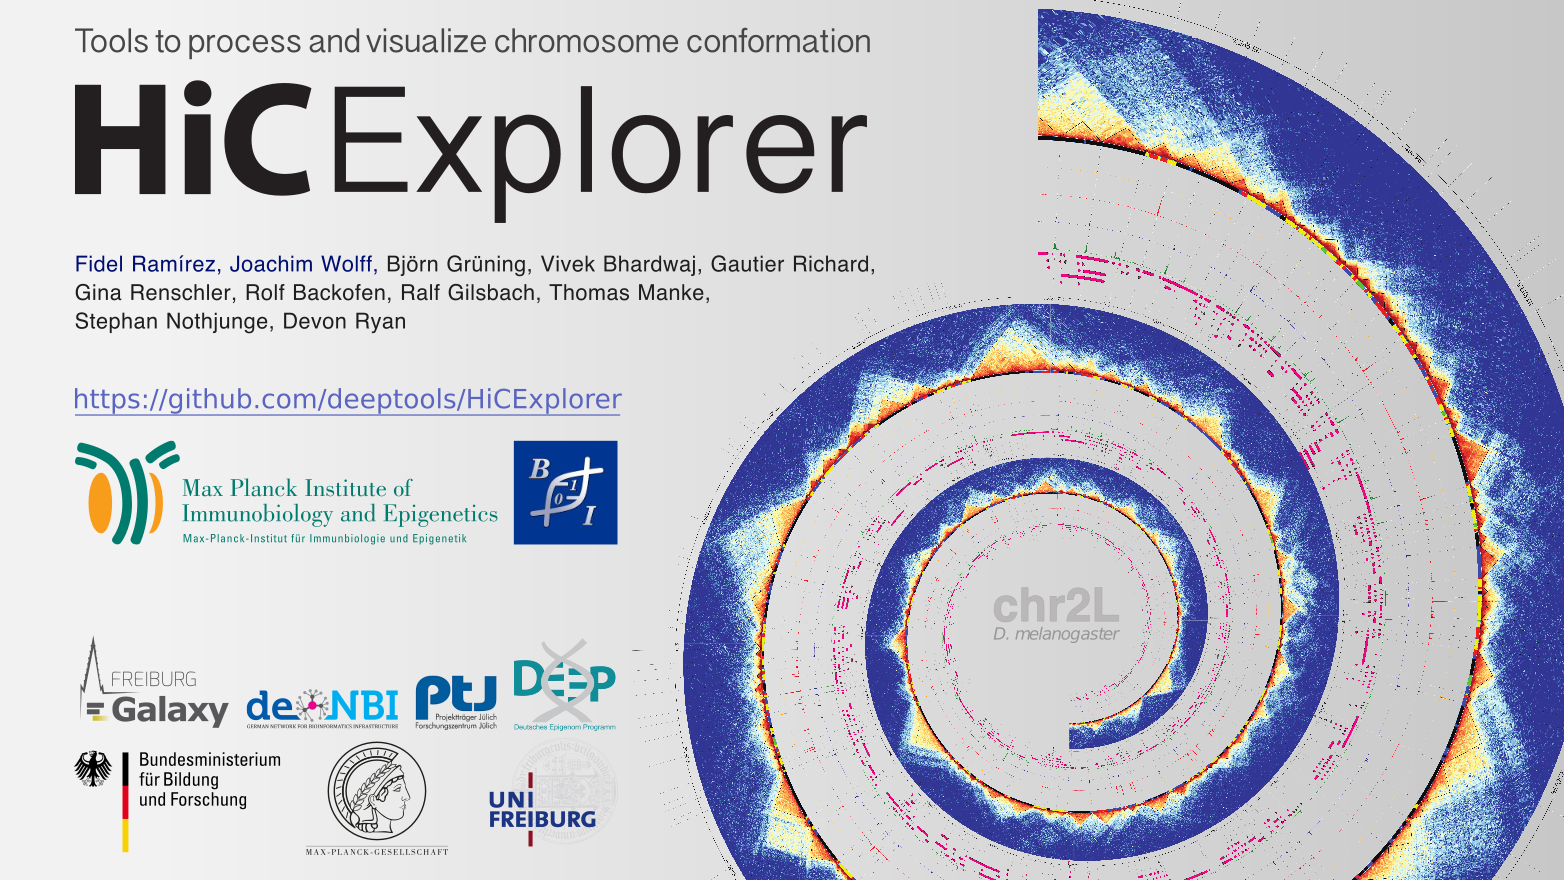 Tools to process and visualize chromosome conformation
HiCExplorer
Fidel Ramírez, Joachim Wolff, Björn Grüning, Vivek Bhardwaj, Gautier Richard,
Gina Renschler, Rolf Backofen, Ralf Gilsbach, Thomas Manke,
Stephan Nothjunge, Devon Ryan
https://github.com/deeptools/HiCExplorer
Max Planck Institute of
Immunobiology and Epigenetics
Max-Planck-Institut für Immunbiologie und Epigenetik
B
0 1
I
chr2L
D. melanogaster
FREIBURG
Galaxy
de NBI
GERMAN NETWORK FOR BIOINFORMATICS INFRASTRUCTURE
PtJ
Projektträger Jülich
Forschungszentrum Jülich
DEEP
Deutsches Epigenom Programm
Bundesministerium
für Bildung
und Forschung
MAX-PLANCK-GESELLSCHAFT
UNI
FREIBURG